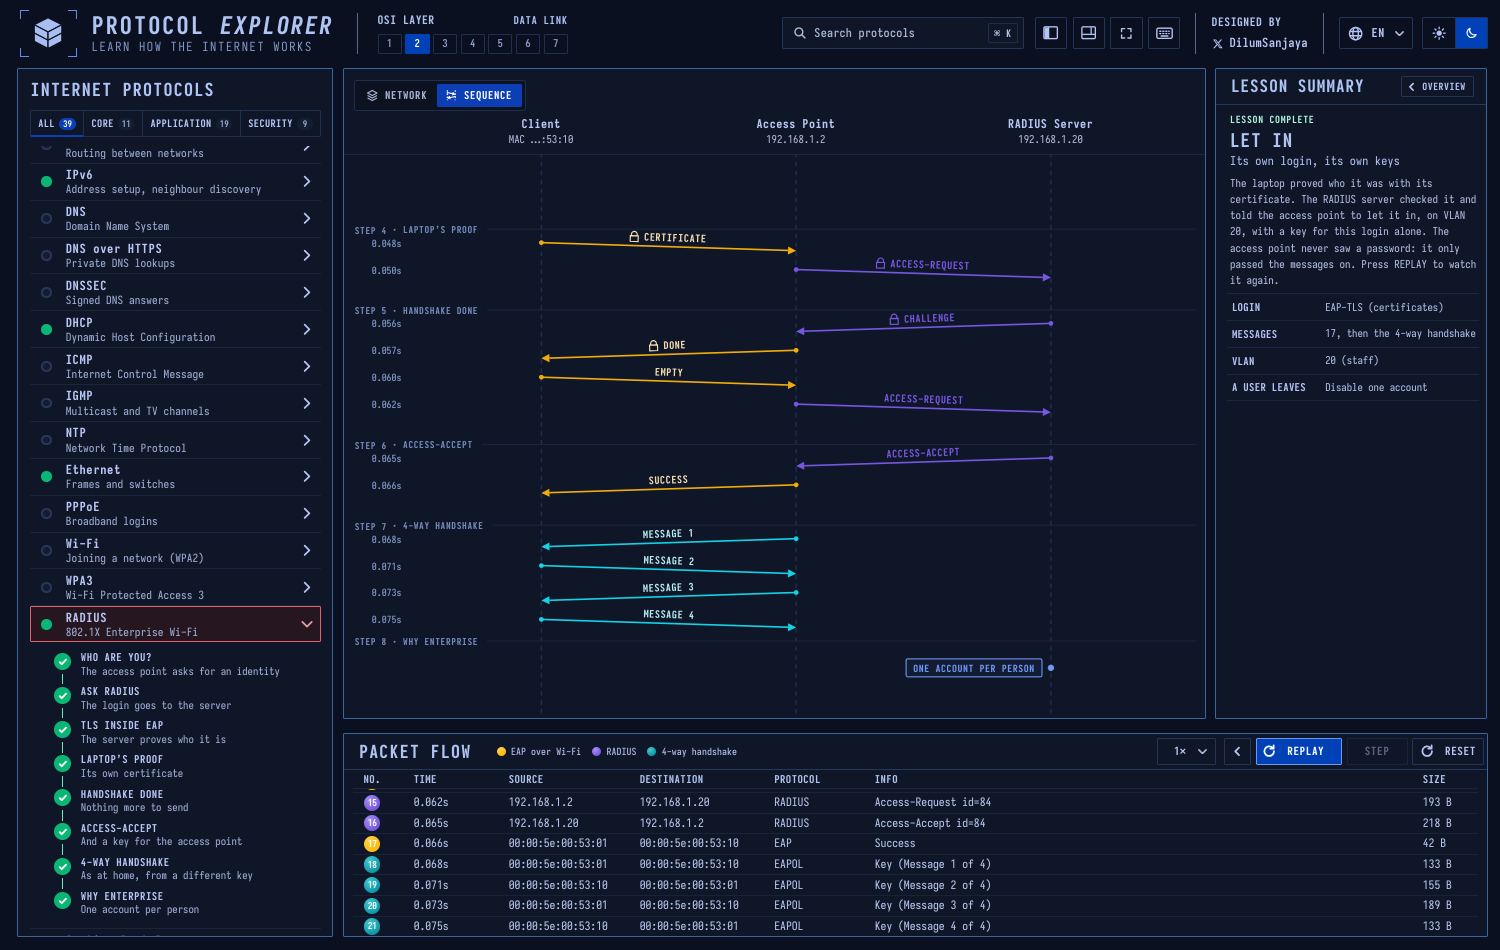 PROTOCOL EXPLORER
LEARN HOW THE INTERNET WORKS
OSI LAYER DATA LINK
1 2 3 4 5 6 7
Search protocols ⌘ K
DESIGNED BY
DilumSanjaya
EN
INTERNET PROTOCOLS
ALL 39 CORE 11 APPLICATION 19 SECURITY 9
Routing between networks
IPv6
Address setup, neighbour discovery
DNS
Domain Name System
DNS over HTTPS
Private DNS lookups
DNSSEC
Signed DNS answers
DHCP
Dynamic Host Configuration
ICMP
Internet Control Message
IGMP
Multicast and TV channels
NTP
Network Time Protocol
Ethernet
Frames and switches
PPPoE
Broadband logins
Wi-Fi
Joining a network (WPA2)
WPA3
Wi-Fi Protected Access 3
RADIUS
802.1X Enterprise Wi-Fi
WHO ARE YOU?
The access point asks for an identity
ASK RADIUS
The login goes to the server
TLS INSIDE EAP
The server proves who it is
LAPTOP'S PROOF
Its own certificate
HANDSHAKE DONE
Nothing more to send
ACCESS-ACCEPT
And a key for the access point
4-WAY HANDSHAKE
As at home, from a different key
WHY ENTERPRISE
One account per person
NETWORK SEQUENCE
Client Access Point RADIUS Server
MAC ...:53:10 192.168.1.2 192.168.1.20
STEP 4 · LAPTOP'S PROOF
0.048s CERTIFICATE
0.050s ACCESS-REQUEST
STEP 5 · HANDSHAKE DONE
0.056s CHALLENGE
0.057s DONE
0.060s EMPTY
0.062s ACCESS-REQUEST
STEP 6 · ACCESS-ACCEPT
0.065s ACCESS-ACCEPT
0.066s SUCCESS
STEP 7 · 4-WAY HANDSHAKE
0.068s MESSAGE 1
0.071s MESSAGE 2
0.073s MESSAGE 3
0.075s MESSAGE 4
STEP 8 · WHY ENTERPRISE
ONE ACCOUNT PER PERSON
LESSON SUMMARY OVERVIEW
LESSON COMPLETE
LET IN
Its own login, its own keys
The laptop proved who it was with its
certificate. The RADIUS server checked it and
told the access point to let it in, on VLAN
20, with a key for this login alone. The
access point never saw a password: it only
passed the messages on. Press REPLAY to watch
it again.
LOGIN EAP-TLS (certificates)
MESSAGES 17, then the 4-way handshake
VLAN 20 (staff)
A USER LEAVES Disable one account
PACKET FLOW EAP over Wi-Fi RADIUS 4-way handshake 1× REPLAY STEP RESET
NO. TIME SOURCE DESTINATION PROTOCOL INFO SIZE
15 0.062s 192.168.1.2 192.168.1.20 RADIUS Access-Request id=84 193 B
16 0.065s 192.168.1.20 192.168.1.2 RADIUS Access-Accept id=84 218 B
17 0.066s 00:00:5e:00:53:01 00:00:5e:00:53:10 EAP Success 42 B
18 0.068s 00:00:5e:00:53:01 00:00:5e:00:53:10 EAPOL Key (Message 1 of 4) 133 B
19 0.071s 00:00:5e:00:53:10 00:00:5e:00:53:01 EAPOL Key (Message 2 of 4) 155 B
20 0.073s 00:00:5e:00:53:01 00:00:5e:00:53:10 EAPOL Key (Message 3 of 4) 189 B
21 0.075s 00:00:5e:00:53:10 00:00:5e:00:53:01 EAPOL Key (Message 4 of 4) 133 B